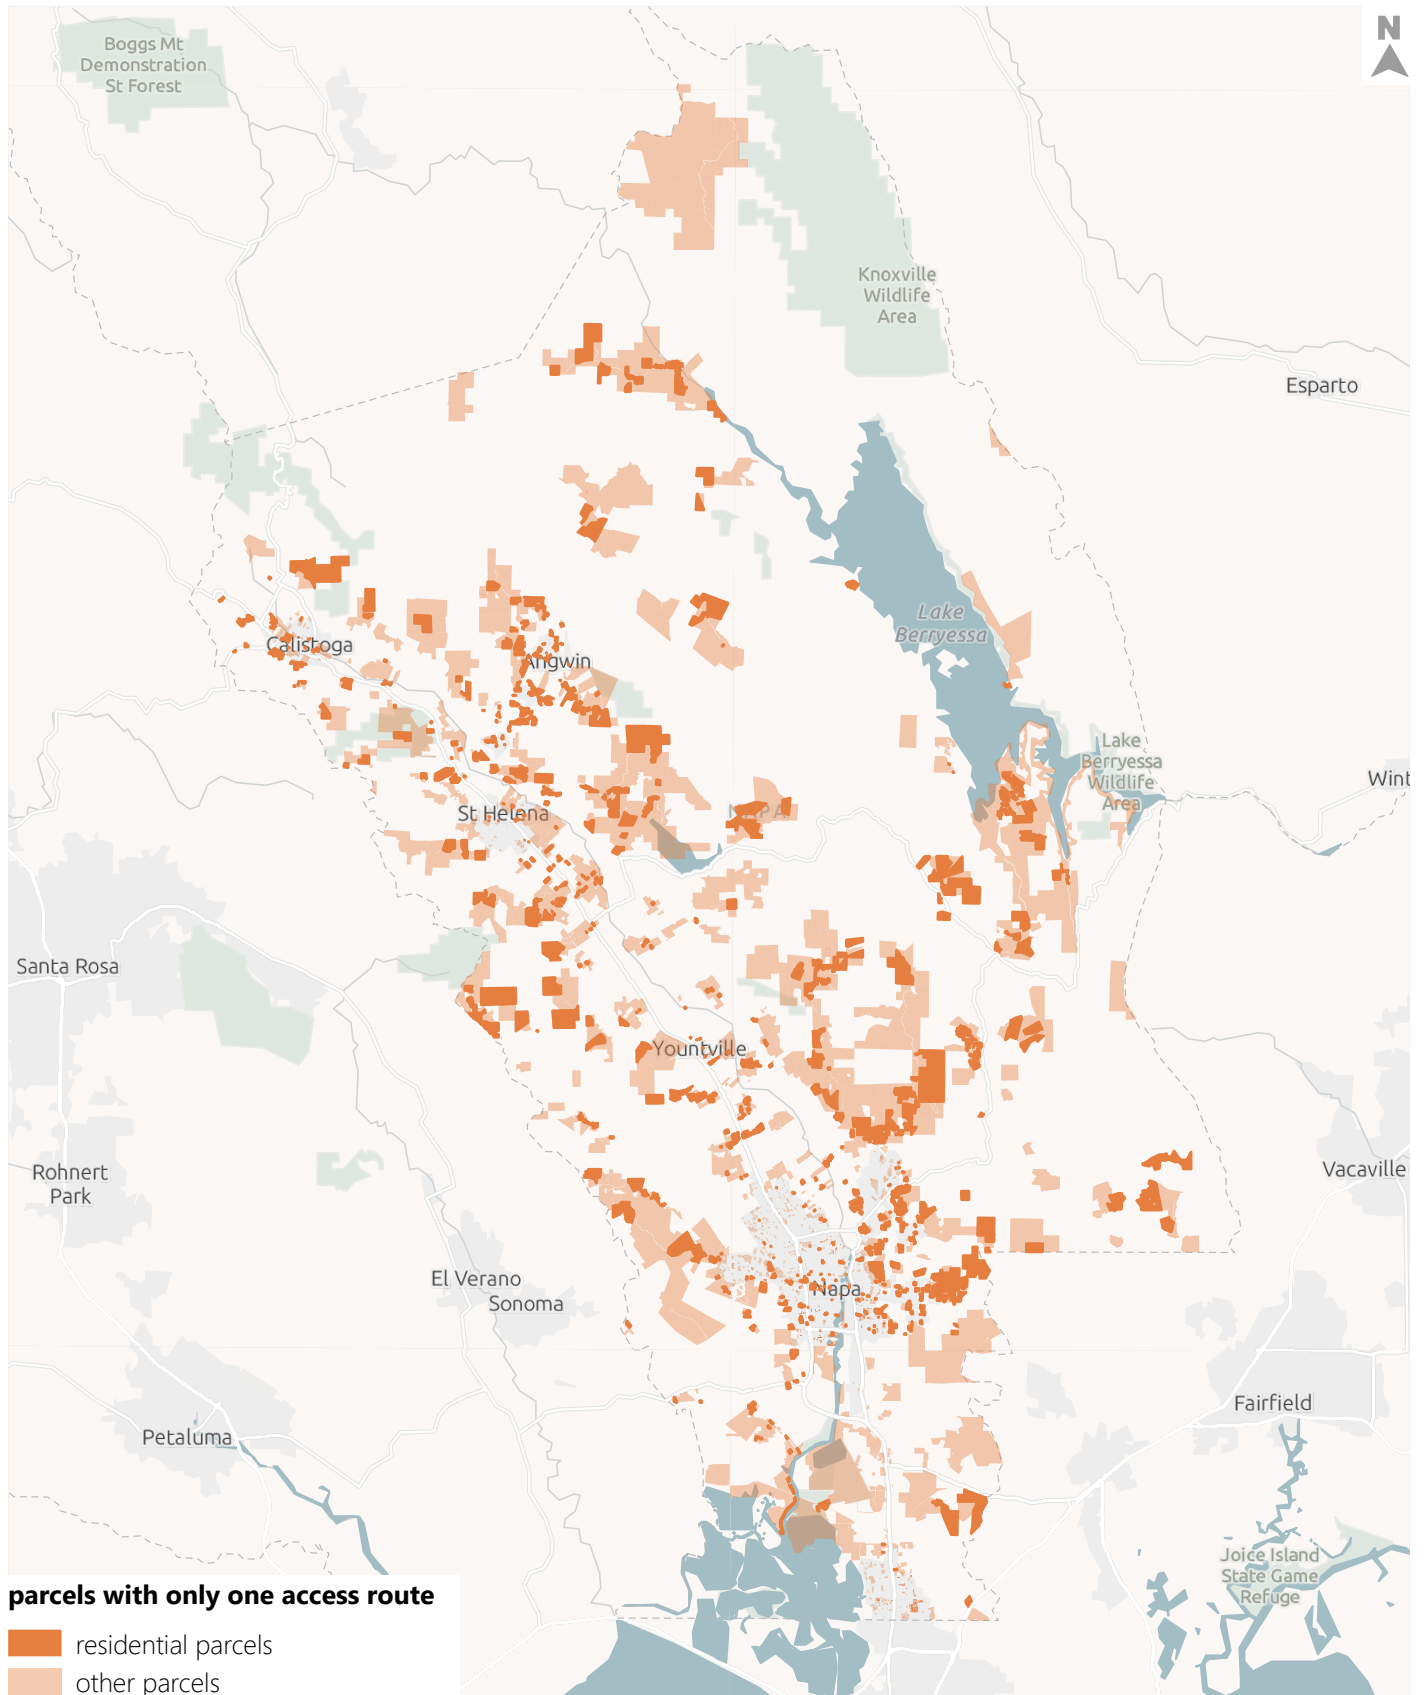 N
Boggs Mt
Demonstration
St Forest
Knoxville
Wildlife
Area
Esparto
Lake
Berryessa
Calistoga
Angwin
Lake
Berryessa
Wildlife
Area
Wint
St Helena
NAPA
Santa Rosa
Yountville
Rohnert
Park
Vacaville
El Verano
Sonoma
Napa
Fairfield
Petaluma
Joice Island
State Game
Refuge
parcels with only one access route
residential parcels
other parcels